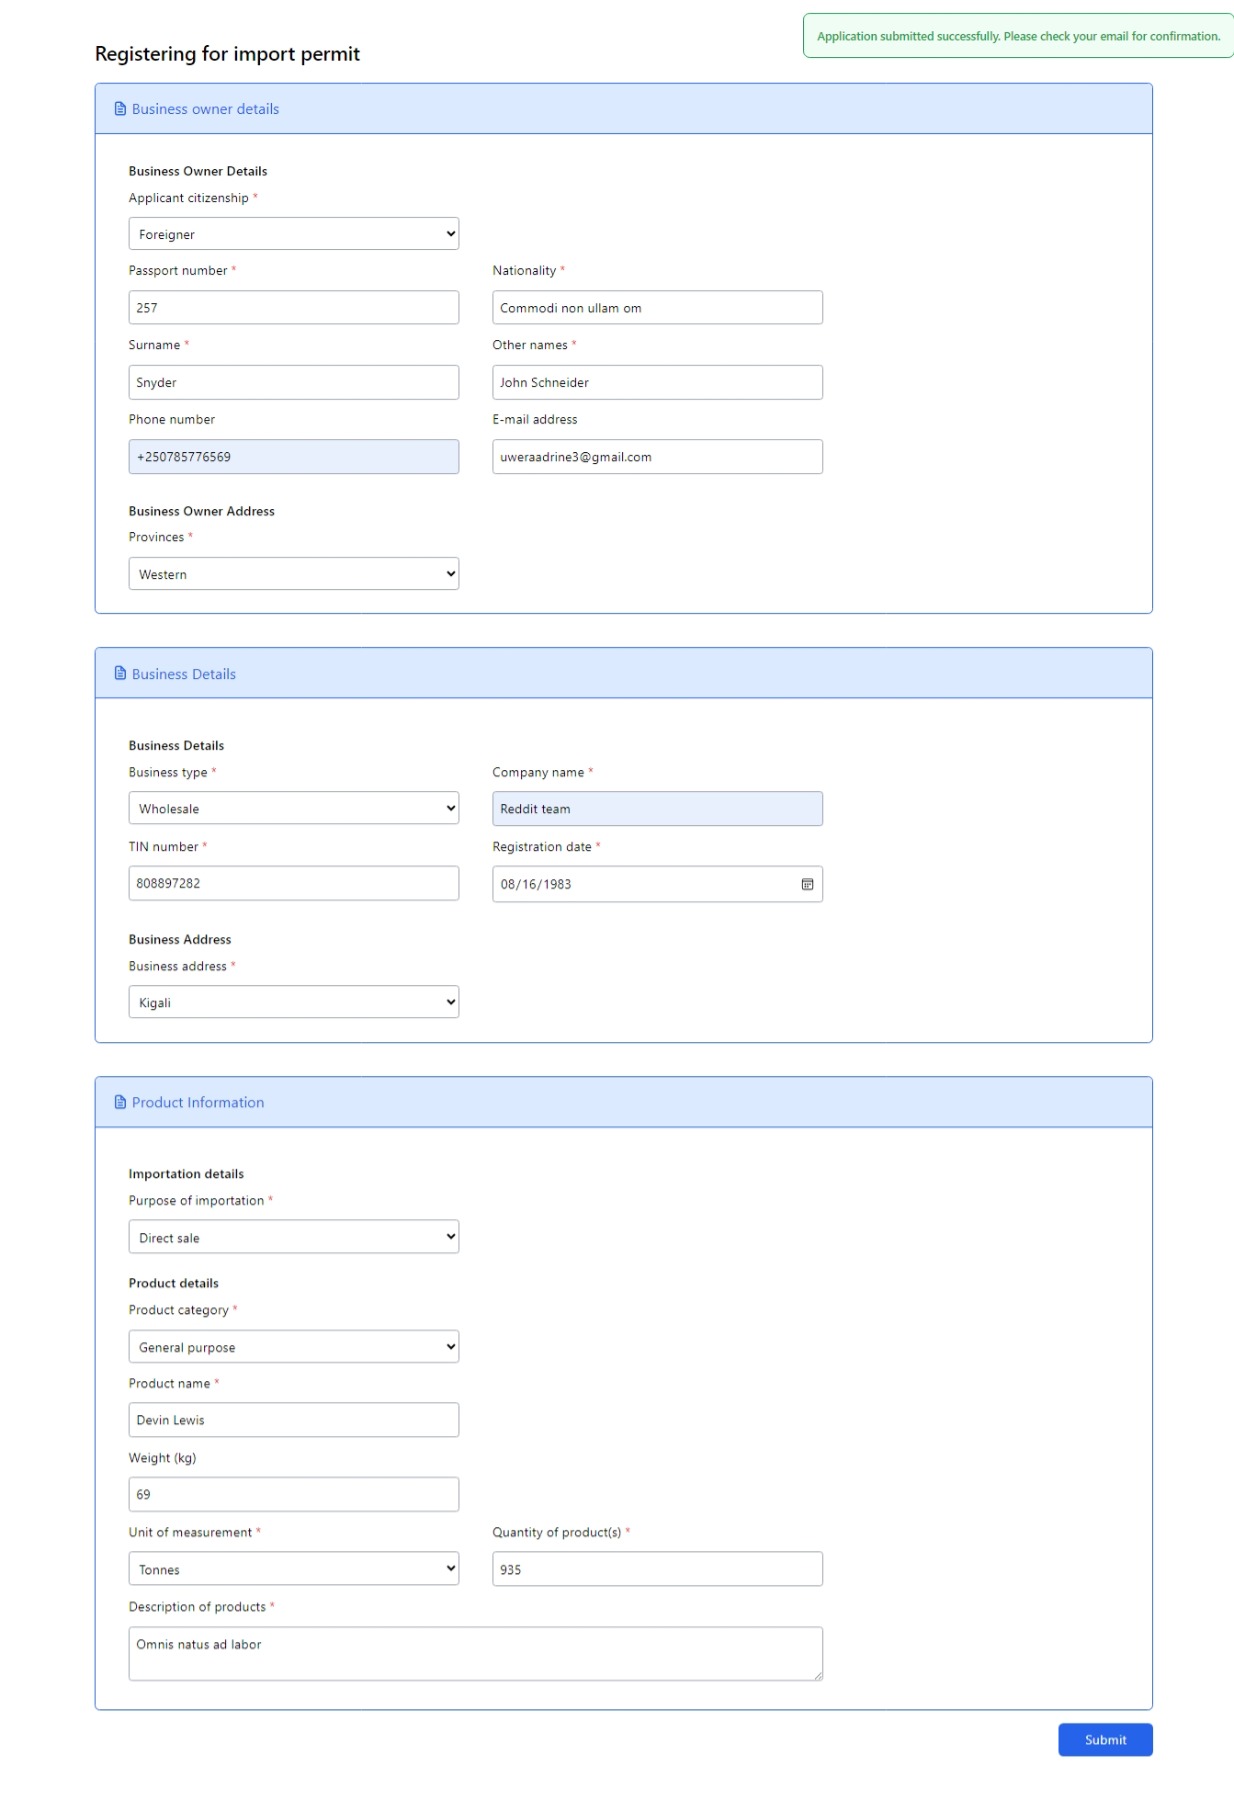 Application submitted successfully. Please check your email for confirmation.
Registering for import permit
Business owner details
Business Owner Details
Applicant citizenship *
Foreigner
Passport number * Nationality *
257 Commodi non ullam om
Surname * Other names *
Snyder John Schneider
Phone number E-mail address
+250785776569 uweraadrine3@gmail.com
Business Owner Address
Provinces *
Western
Business Details
Business Details
Business type * Company name *
Wholesale Reddit team
TIN number * Registration date *
808897282 08/16/1983
Business Address
Business address *
Kigali
Product Information
Importation details
Purpose of importation *
Direct sale
Product details
Product category *
General purpose
Product name *
Devin Lewis
Weight (kg)
69
Unit of measurement * Quantity of product(s) *
Tonnes 935
Description of products *
Omnis natus ad labor
Submit